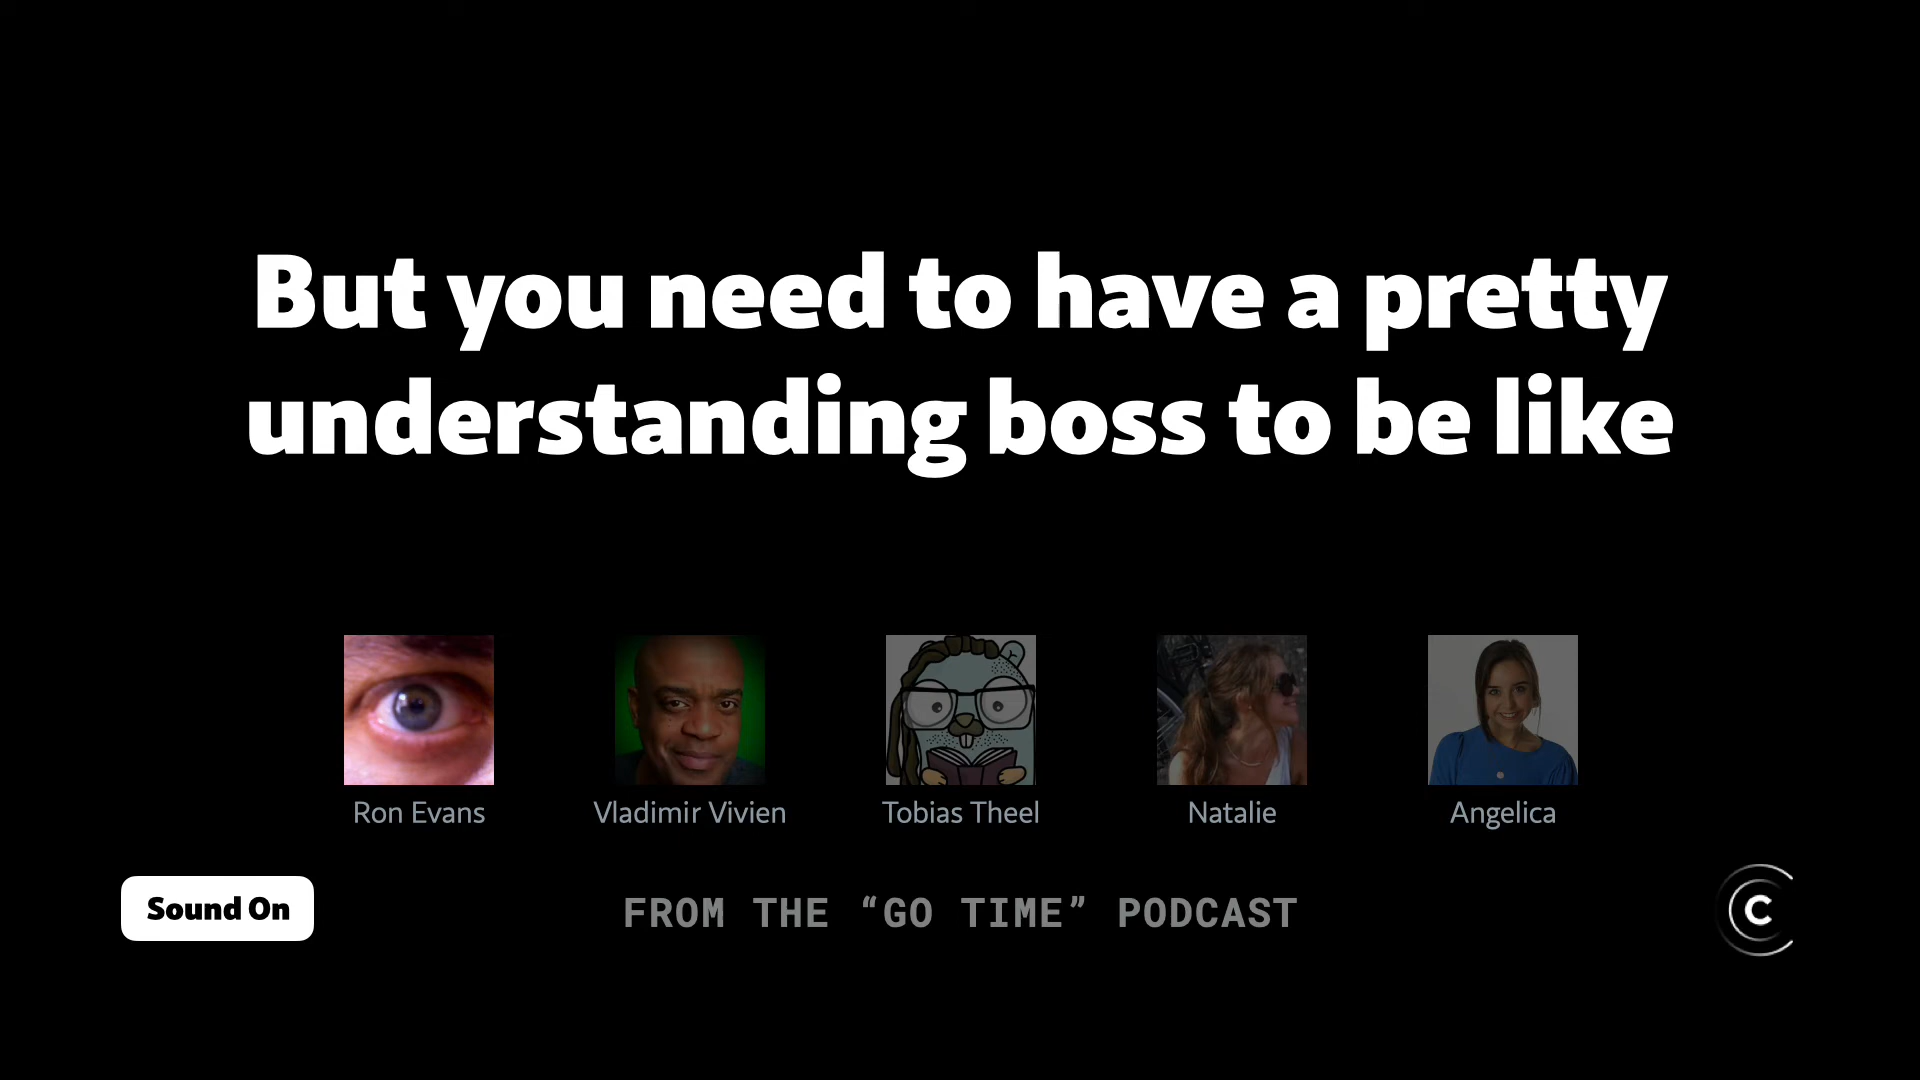 But you need to have a pretty
understanding boss to be like
Ron Evans
Vladimir Vivien
Tobias Theel
Natalie
Angelica
Sound On
FROM THE “GO TIME” PODCAST
C